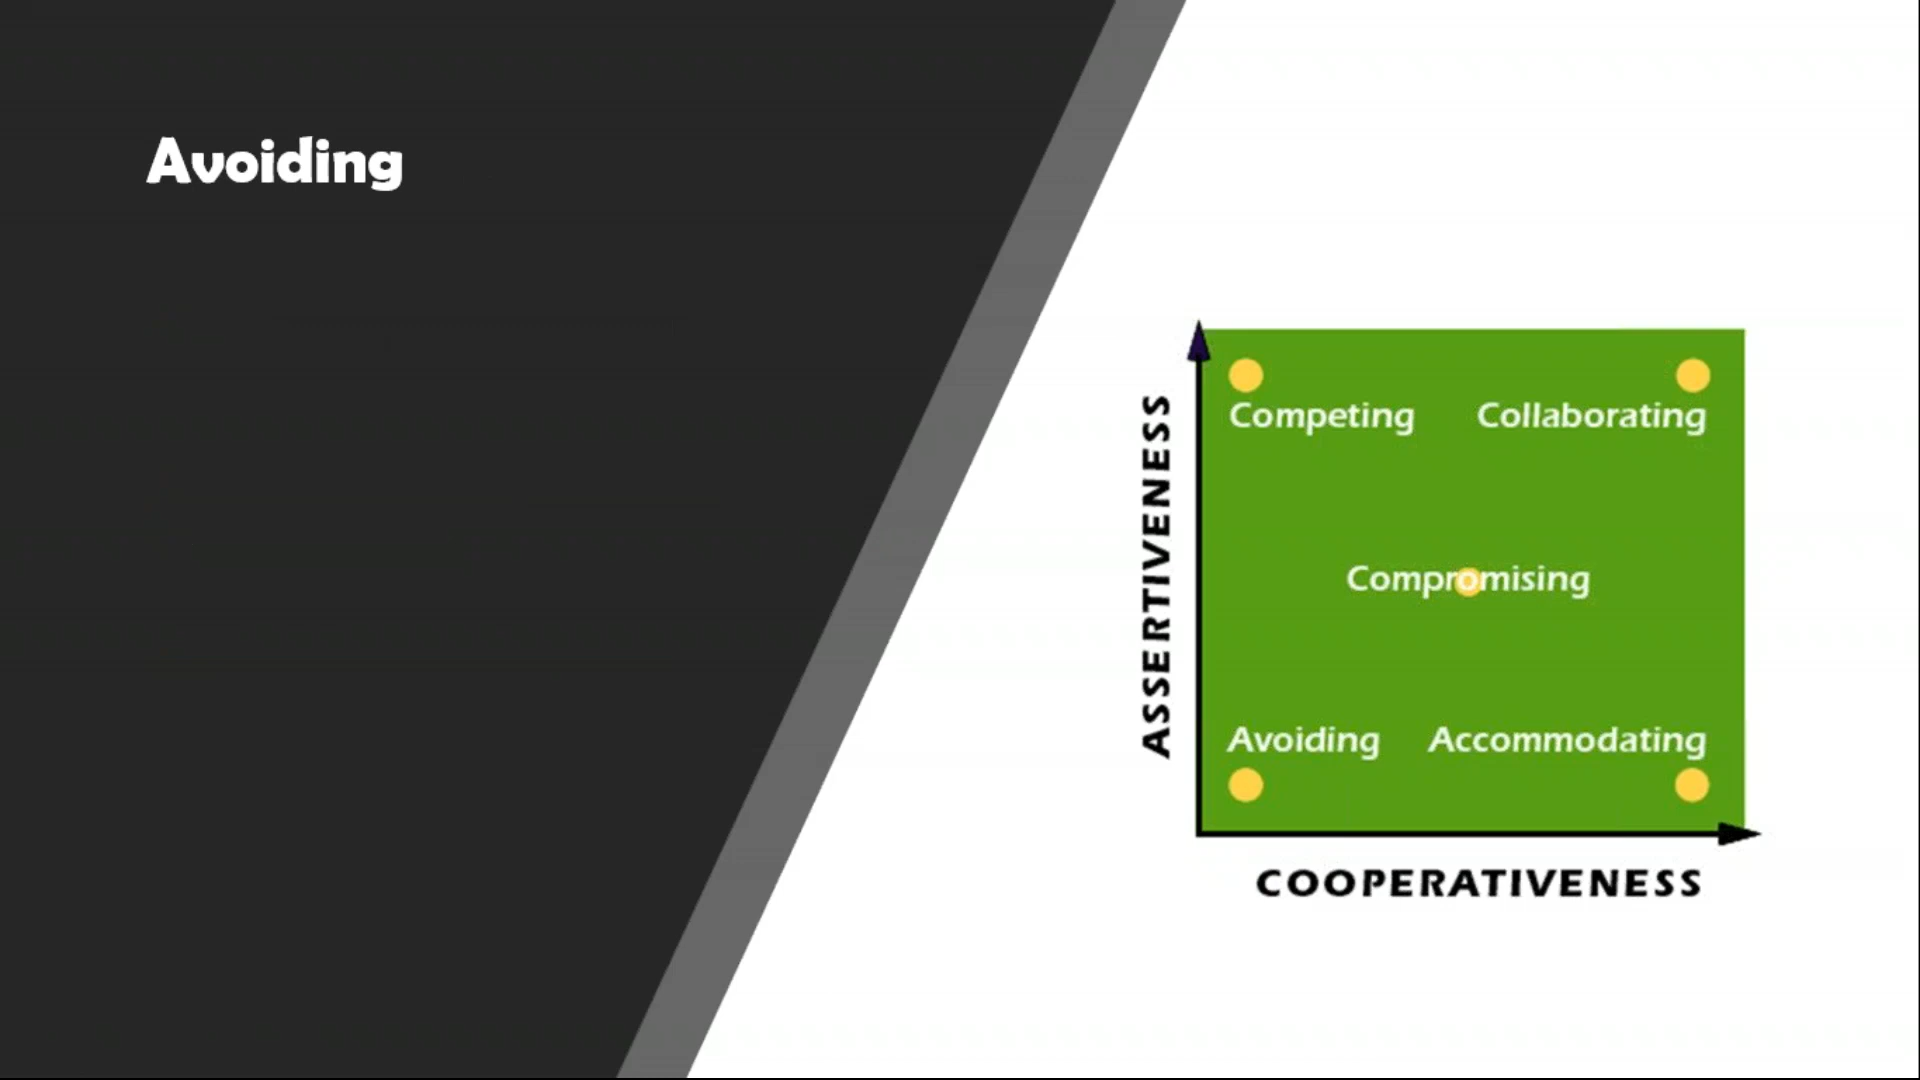 Avoiding
ASSERTIVENESS
Competing Collaborating
Compromising
Avoiding Accommodating
COOPERATIVENESS